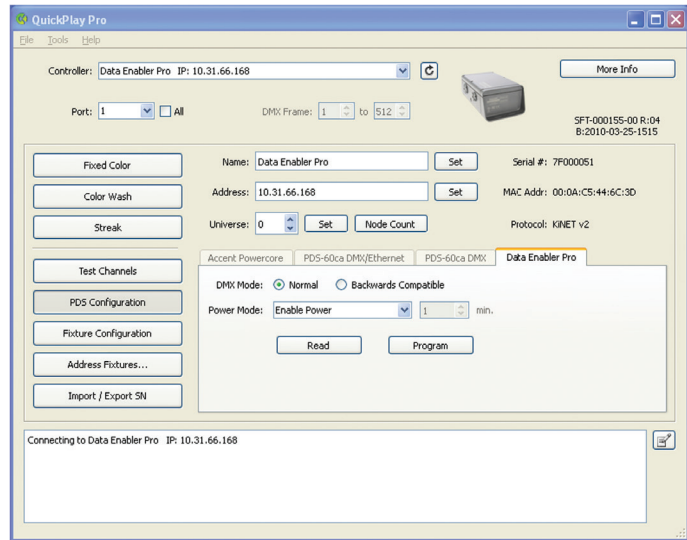 QuickPlay Pro
File Tools Help
Controller: Data Enabler Pro IP: 10.31.66.168
More Info
Port: 1 All DMX Frame: 1 to 512
SFT-000155-00 R:04
B:2010-03-25-1515
Fixed Color
Color Wash
Streak
Test Channels
PDS Configuration
Fixture Configuration
Address Fixtures...
Import / Export SN
Name: Data Enabler Pro Set Serial #: 7F000051
Address: 10.31.66.168 Set MAC Addr: 00:0A:C5:44:6C:3D
Universe: 0 Set Node Count Protocol: KiNET v2
Accent Powercore PDS-60ca DMX/Ethernet PDS-60ca DMX Data Enabler Pro
DMX Mode: Normal Backwards Compatible
Power Mode: Enable Power 1 min.
Read Program
Connecting to Data Enabler Pro IP: 10.31.66.168